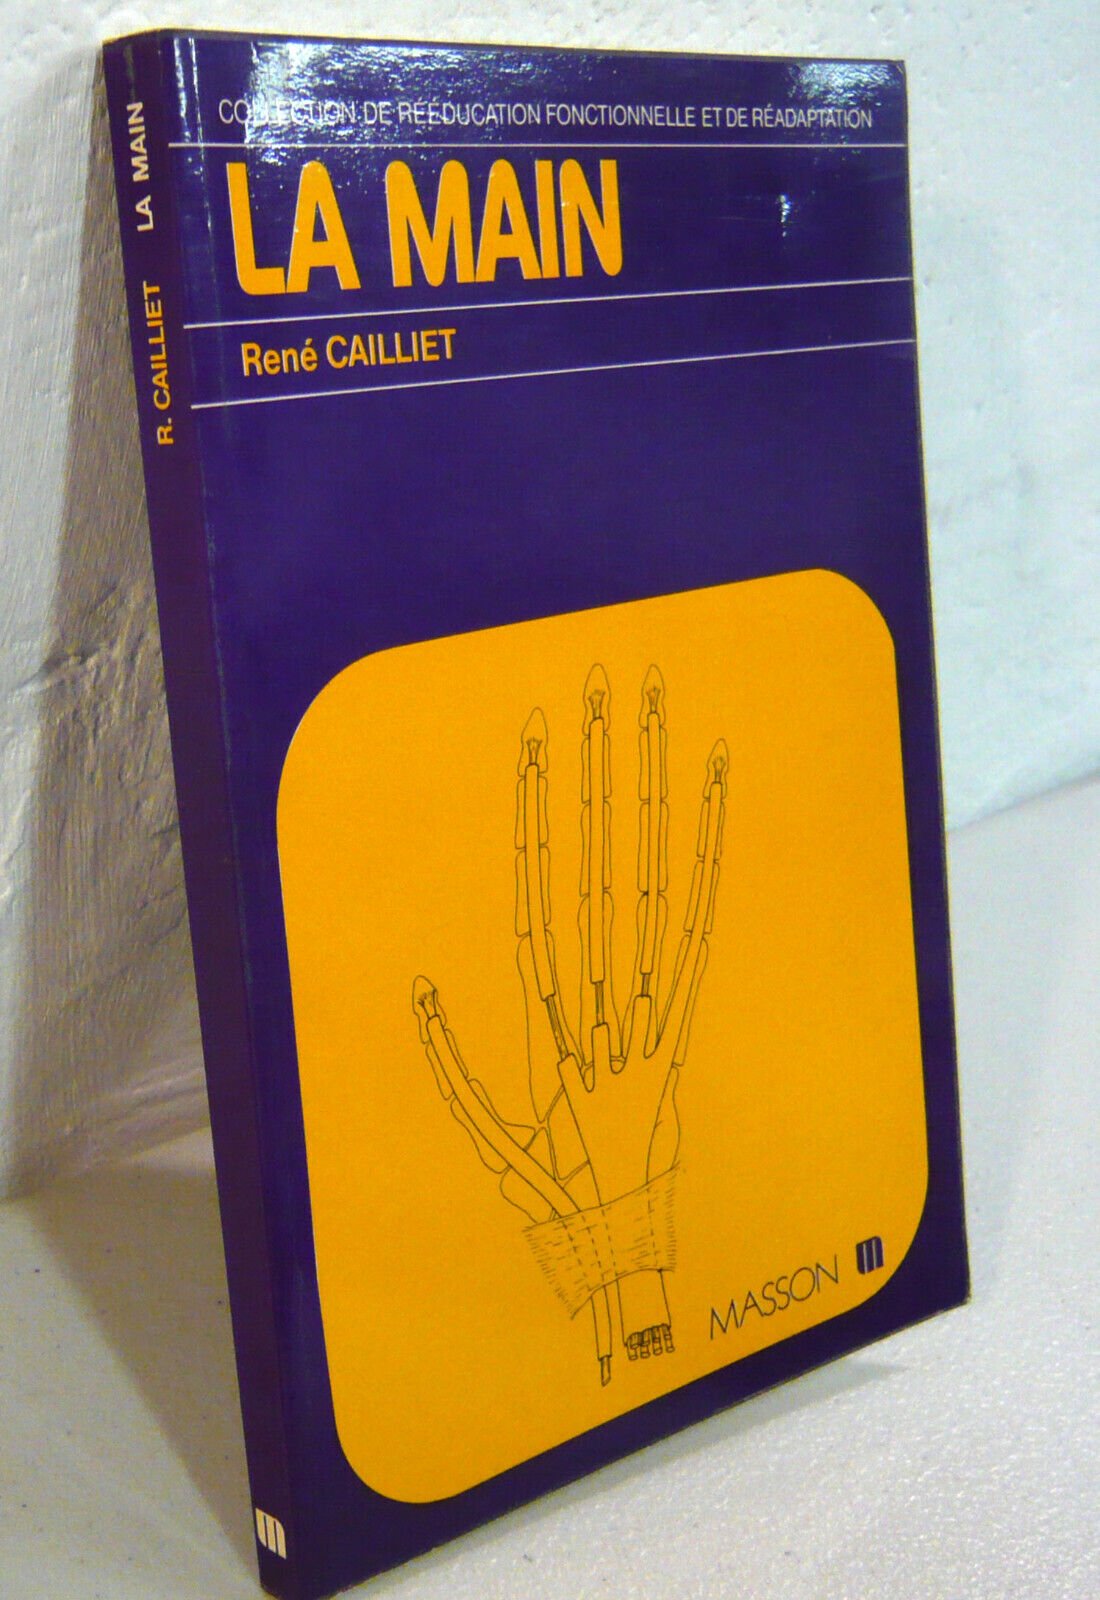 COLLECTION DE RÉÉDUCATION FONCTIONNELLE ET DE RÉADAPTATION
LA MAIN
René CAILLIET
MASSON m
R. CAILLIET LA MAIN
m